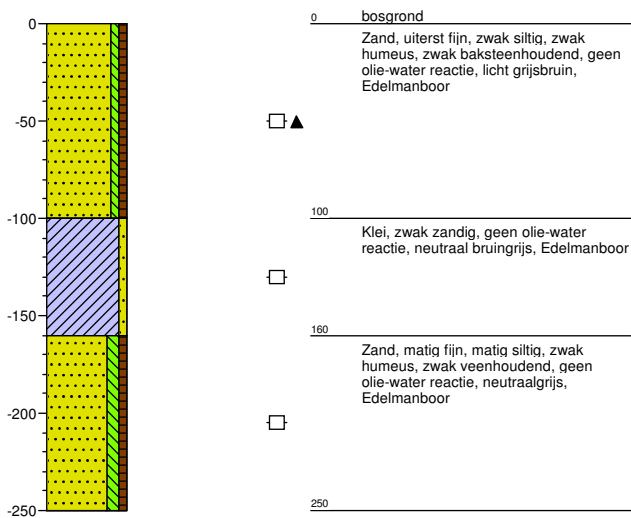 0
-50
-100
-150
-200
-250
0 bosgrond
Zand, uiterst fijn, zwak siltig, zwak
humeus, zwak baksteenhoudend, geen
olie-water reactie, licht grijsbruin,
Edelmanboor
100
Klei, zwak zandig, geen olie-water
reactie, neutraal bruingrijs, Edelmanboor
160
Zand, matig fijn, matig siltig, zwak
humeus, zwak veenhoudend, geen
olie-water reactie, neutraalgrijs,
Edelmanboor
250